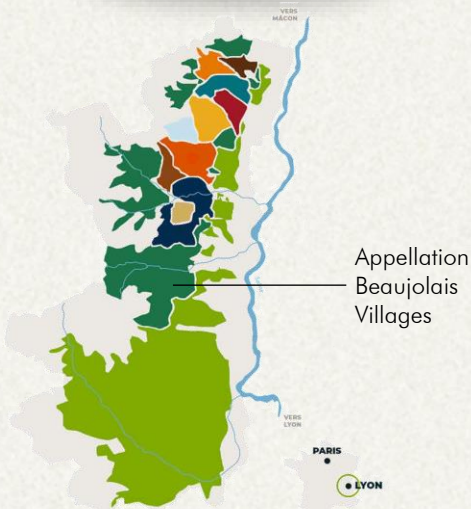 VERS
MÂCON
Appellation
Beaujolais
Villages
VERS
LYON
PARIS
LYON